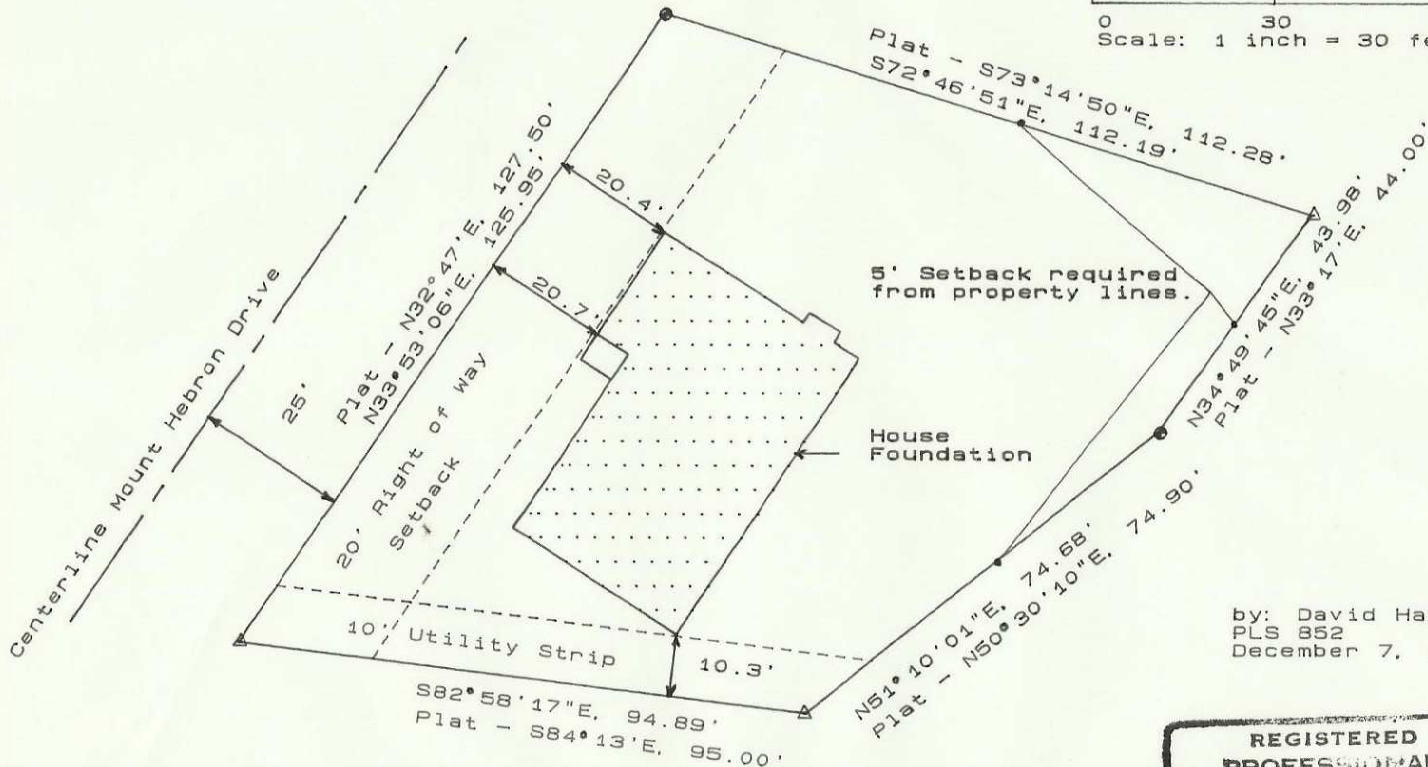 0 30
Scale: 1 inch = 30 fe
Plat - S73°14'50"E, 112.28'
S72°46'51"E, 112.19'
Plat - N32°47'E, 127.50'
N33°53'06"E, 125.95'
20.4'
20.7'
Centerline Mount Hebron Drive
25'
20' Right of Way
Setback
5' Setback required
from property lines.
N34°49'45"E, 43.98'
Plat - N33°17'E, 44.00'
House
Foundation
10' Utility Strip
10.3'
N51°10'01"E, 74.68'
Plat - N50°30'10"E, 74.90'
S82°58'17"E, 94.89'
Plat - S84°13'E, 95.00'
by: David Ha
PLS 852
December 7,
REGISTERED
PROFESSIONAL